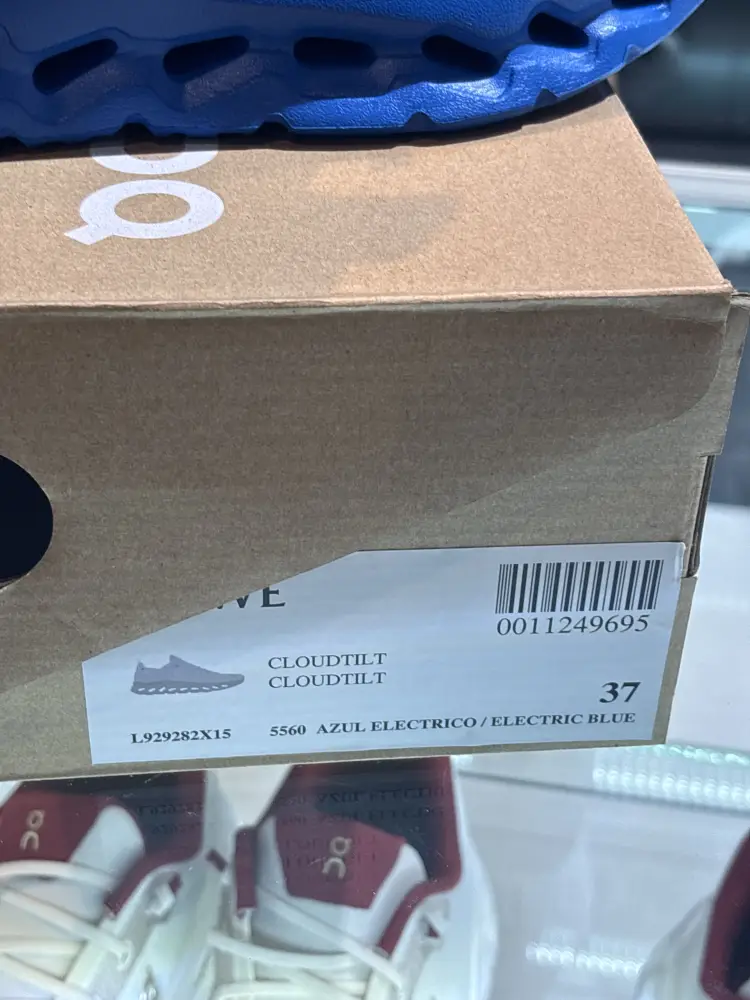 0011249695
CLOUDTILT
CLOUDTILT
37
L929282X15 5560 AZUL ELECTRICO / ELECTRIC BLUE